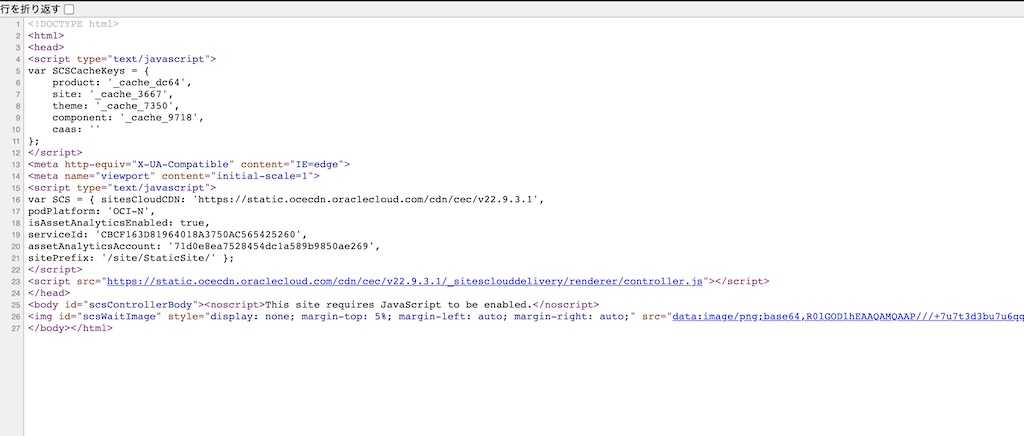 行を折り返す
1 <!DOCTYPE html>
2 <html>
3 <head>
4 <script type="text/javascript">
5 var SCSCacheKeys = {
6     product: '_cache_dc64',
7     site: '_cache_3667',
8     theme: '_cache_7350',
9     component: '_cache_9718',
10     caas: ''
11 };
12 </script>
13 <meta http-equiv="X-UA-Compatible" content="IE=edge">
14 <meta name="viewport" content="initial-scale=1">
15 <script type="text/javascript">
16 var SCS = { sitesCloudCDN: 'https://static.ocecdn.oraclecloud.com/cdn/cec/v22.9.3.1',
17 podPlatform: 'OCI-N',
18 isAssetAnalyticsEnabled: true,
19 serviceId: 'CBCF163D81964018A3750AC565425260',
20 assetAnalyticsAccount: '71d0e8ea7528454dc1a589b9850ae269',
21 sitePrefix: '/site/StaticSite/' };
22 </script>
23 <script src="https://static.ocecdn.oraclecloud.com/cdn/cec/v22.9.3.1/_sitesclouddelivery/renderer/controller.js"></script>
24 </head>
25 <body id="scsControllerBody"><noscript>This site requires JavaScript to be enabled.</noscript>
26 <img id="scsWaitImage" style="display: none; margin-top: 5%; margin-left: auto; margin-right: auto;" src="data:image/png;base64,R0lGODlhEAAQAMQAAP///+7u7t3d3bu7u6qq
27 </body></html>